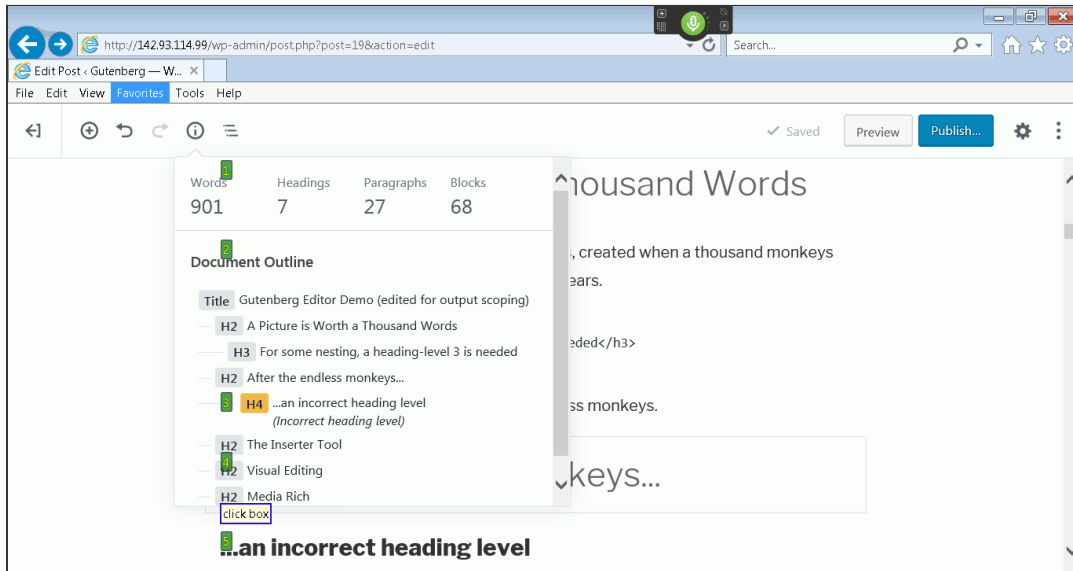 http://142.93.114.99/wp-admin/post.php?post=19&action=edit
Search...
Edit Post ‹ Gutenberg — W...
File Edit View Favorites Tools Help
Saved
Preview
Publish...
1
Words Headings Paragraphs Blocks
901 7 27 68
2
Document Outline
Title Gutenberg Editor Demo (edited for output scoping)
H2 A Picture is Worth a Thousand Words
H3 For some nesting, a heading-level 3 is needed
H2 After the endless monkeys...
3
H4 ...an incorrect heading level
(Incorrect heading level)
H2 The Inserter Tool
4
H2 Visual Editing
H2 Media Rich
click box
housand Words
, created when a thousand monkeys
ears.
eded</h3>
ss monkeys.
keys...
5
...an incorrect heading level